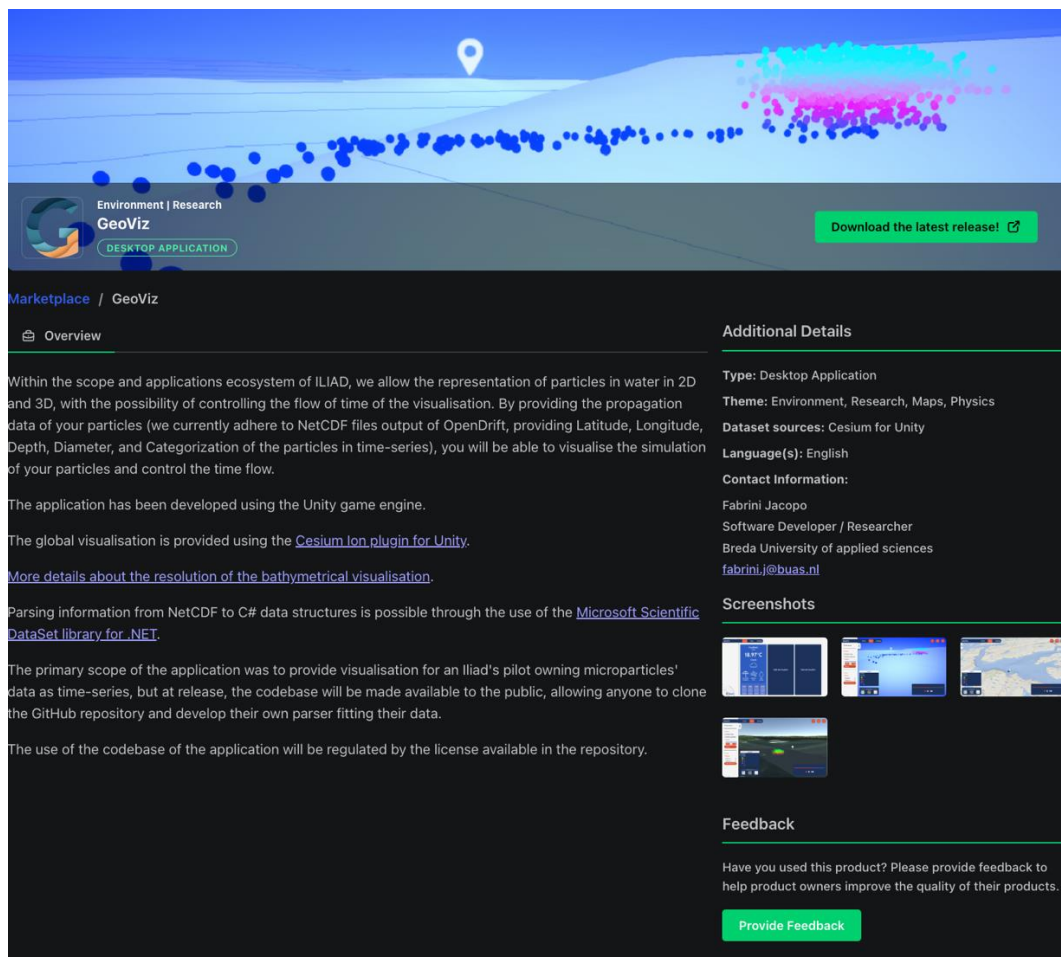 Environment | Research
GeoViz
DESKTOP APPLICATION
Download the latest release!
Marketplace / GeoViz
Overview
Within the scope and applications ecosystem of ILIAD, we allow the representation of particles in water in 2D
and 3D, with the possibility of controlling the flow of time of the visualisation. By providing the propagation
data of your particles (we currently adhere to NetCDF files output of OpenDrift, providing Latitude, Longitude,
Depth, Diameter, and Categorization of the particles in time-series), you will be able to visualise the simulation
of your particles and control the time flow.
The application has been developed using the Unity game engine.
The global visualisation is provided using the Cesium Ion plugin for Unity.
More details about the resolution of the bathymetrical visualisation.
Parsing information from NetCDF to C# data structures is possible through the use of the Microsoft Scientific
DataSet library for .NET.
The primary scope of the application was to provide visualisation for an Iliad's pilot owning microparticles'
data as time-series, but at release, the codebase will be made available to the public, allowing anyone to clone
the GitHub repository and develop their own parser fitting their data.
The use of the codebase of the application will be regulated by the license available in the repository.
Additional Details
Type: Desktop Application
Theme: Environment, Research, Maps, Physics
Dataset sources: Cesium for Unity
Language(s): English
Contact Information:
Fabrini Jacopo
Software Developer / Researcher
Breda University of applied sciences
fabrini.j@buas.nl
Screenshots
Feedback
Have you used this product? Please provide feedback to
help product owners improve the quality of their products.
Provide Feedback